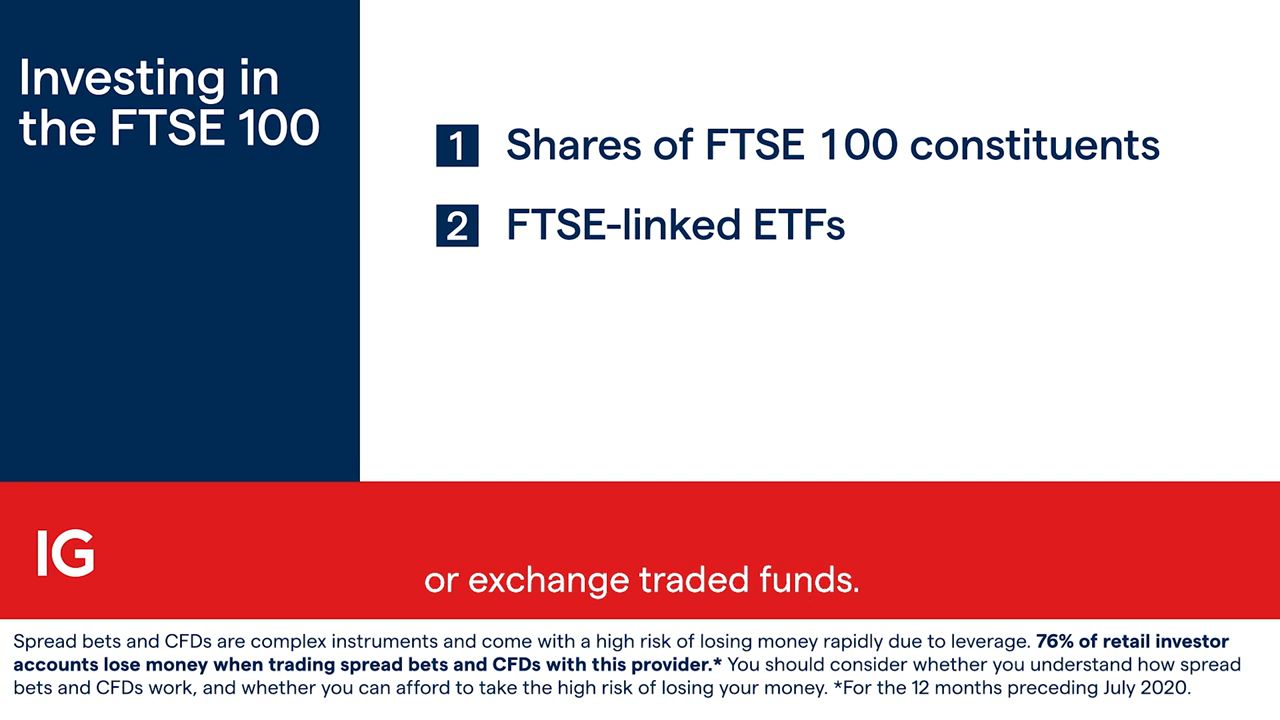 Investing in
the FTSE 100
1 Shares of FTSE 100 constituents
2 FTSE-linked ETFs
IG
or exchange traded funds.
Spread bets and CFDs are complex instruments and come with a high risk of losing money rapidly due to leverage. 76% of retail investor
accounts lose money when trading spread bets and CFDs with this provider.* You should consider whether you understand how spread
bets and CFDs work, and whether you can afford to take the high risk of losing your money. *For the 12 months preceding July 2020.